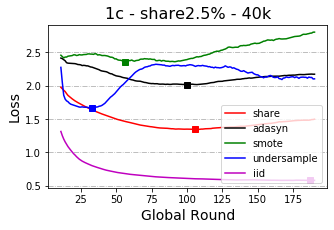 1c - share2.5% - 40k
Loss
2.5
2.0
1.5
1.0
0.5
share
adasyn
smote
undersample
iid
25
50
75
100
125
150
175
Global Round